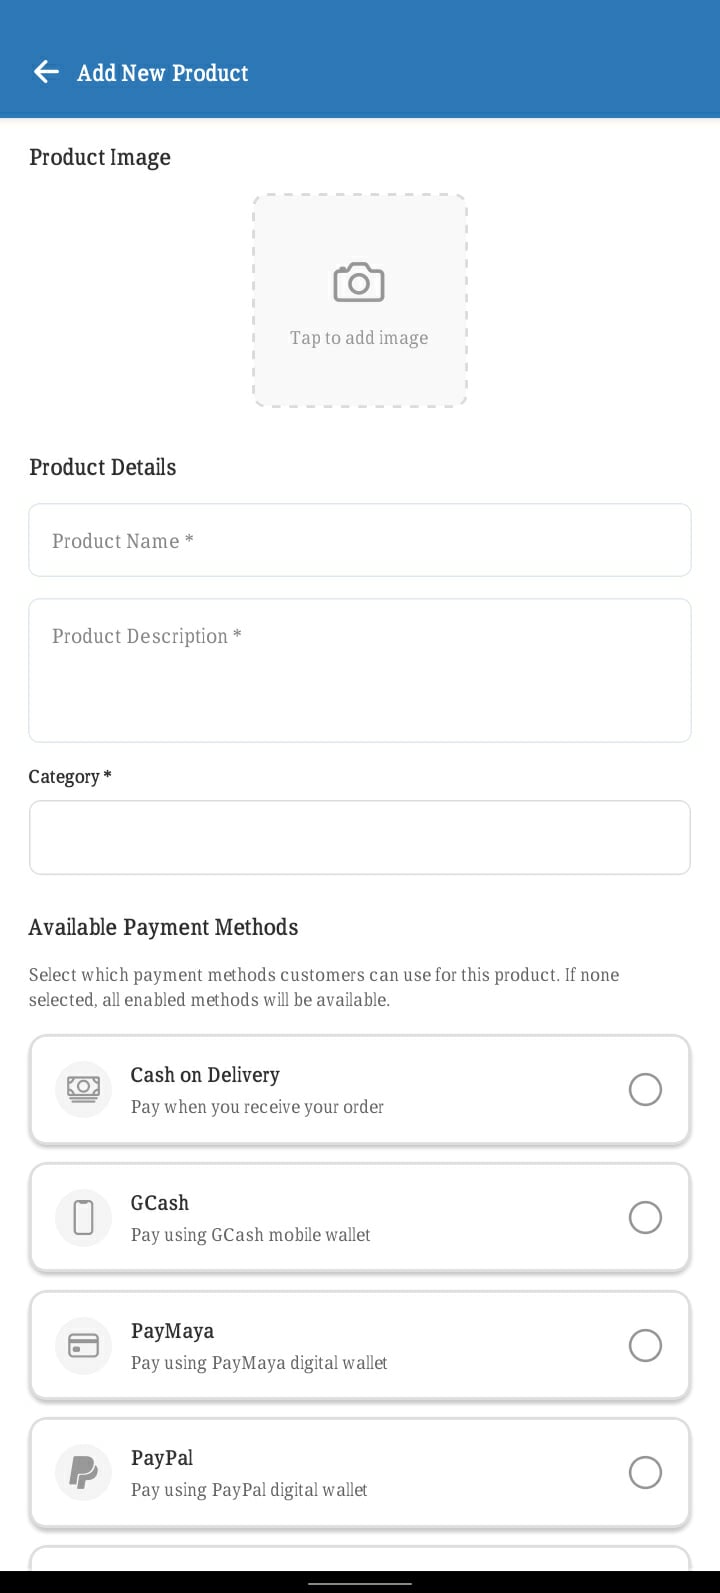 Add New Product
Product Image
Tap to add image
Product Details
Product Name *
Product Description *
Category *
Available Payment Methods
Select which payment methods customers can use for this product. If none
selected, all enabled methods will be available.
Cash on Delivery
Pay when you receive your order
GCash
Pay using GCash mobile wallet
PayMaya
Pay using PayMaya digital wallet
PayPal
Pay using PayPal digital wallet